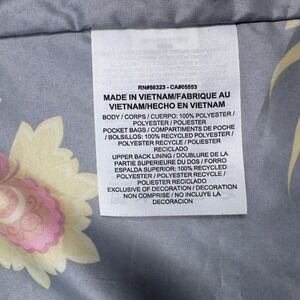 RN#56323 - CA#05553
MADE IN VIETNAM/FABRIQUE AU
VIETNAM/HECHO EN VIETNAM
BODY / CORPS / CUERPO: 100% POLYESTER /
POLYESTER / POLIESTER
POCKET BAGS / COMPARTIMENTS DE POCHE
/ BOLSILLOS: 100% RECYCLED POLYESTER /
POLYESTER RECYCLE / POLIESTER
RECICLADO
UPPER BACK LINING / DOUBLURE DE LA
PARTIE SUPERIEURE DU DOS / FORRO
ESPALDA SUPERIOR: 100% RECYCLED
POLYESTER / POLYESTER RECYCLE /
POLIESTER RECICLADO
EXCLUSIVE OF DECORATION / DECORATION
NON COMPRISE / NO INCLUYE LA
DECORACION